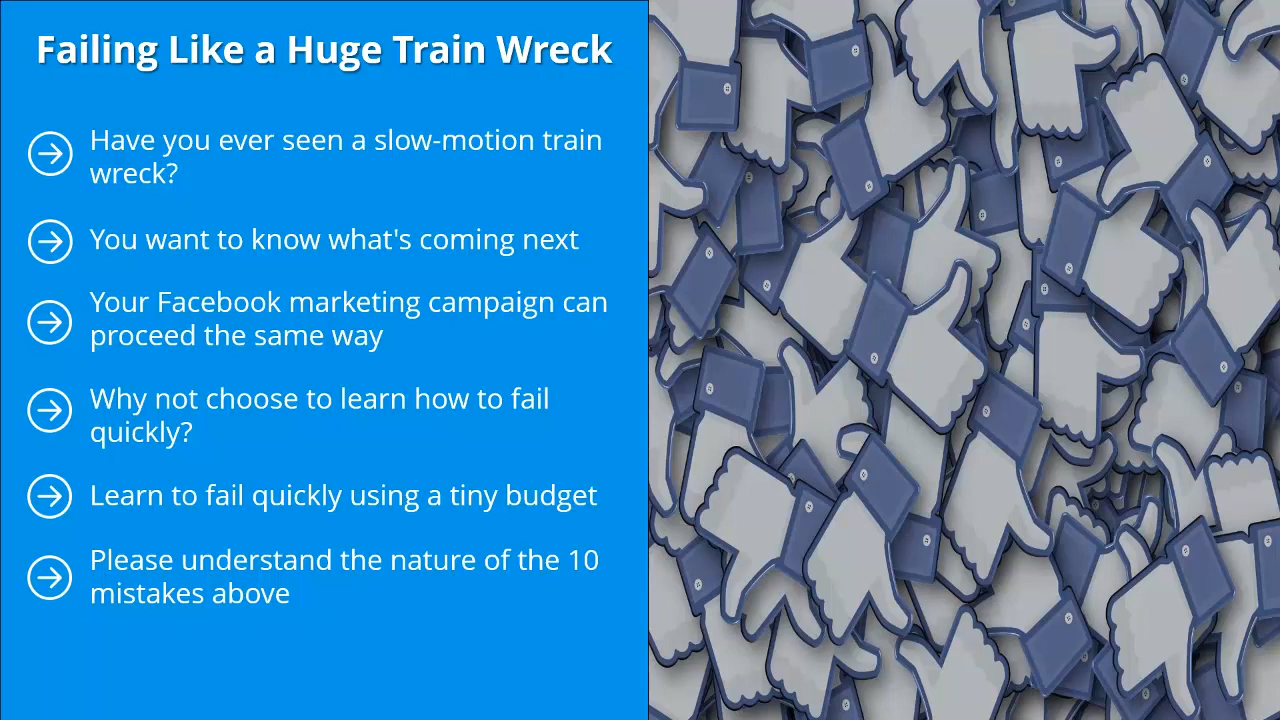 Failing Like a Huge Train Wreck
Have you ever seen a slow-motion train
wreck?
You want to know what's coming next
Your Facebook marketing campaign can
proceed the same way
Why not choose to learn how to fail
quickly?
Learn to fail quickly using a tiny budget
Please understand the nature of the 10
mistakes above